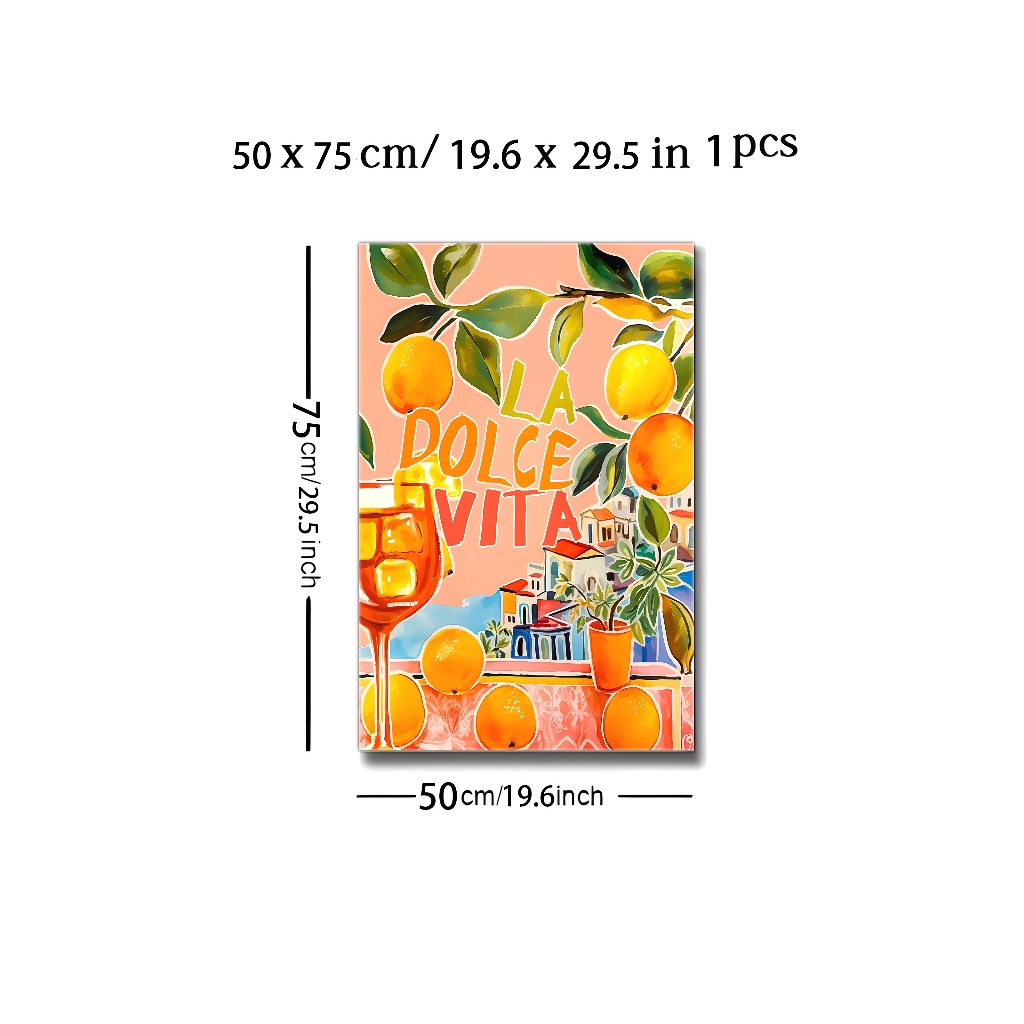 50 x 75 cm/ 19.6 x 29.5 in 1 pcs
LA
DOLCE
VITA
75cm/29.5inch
50cm/19.6inch